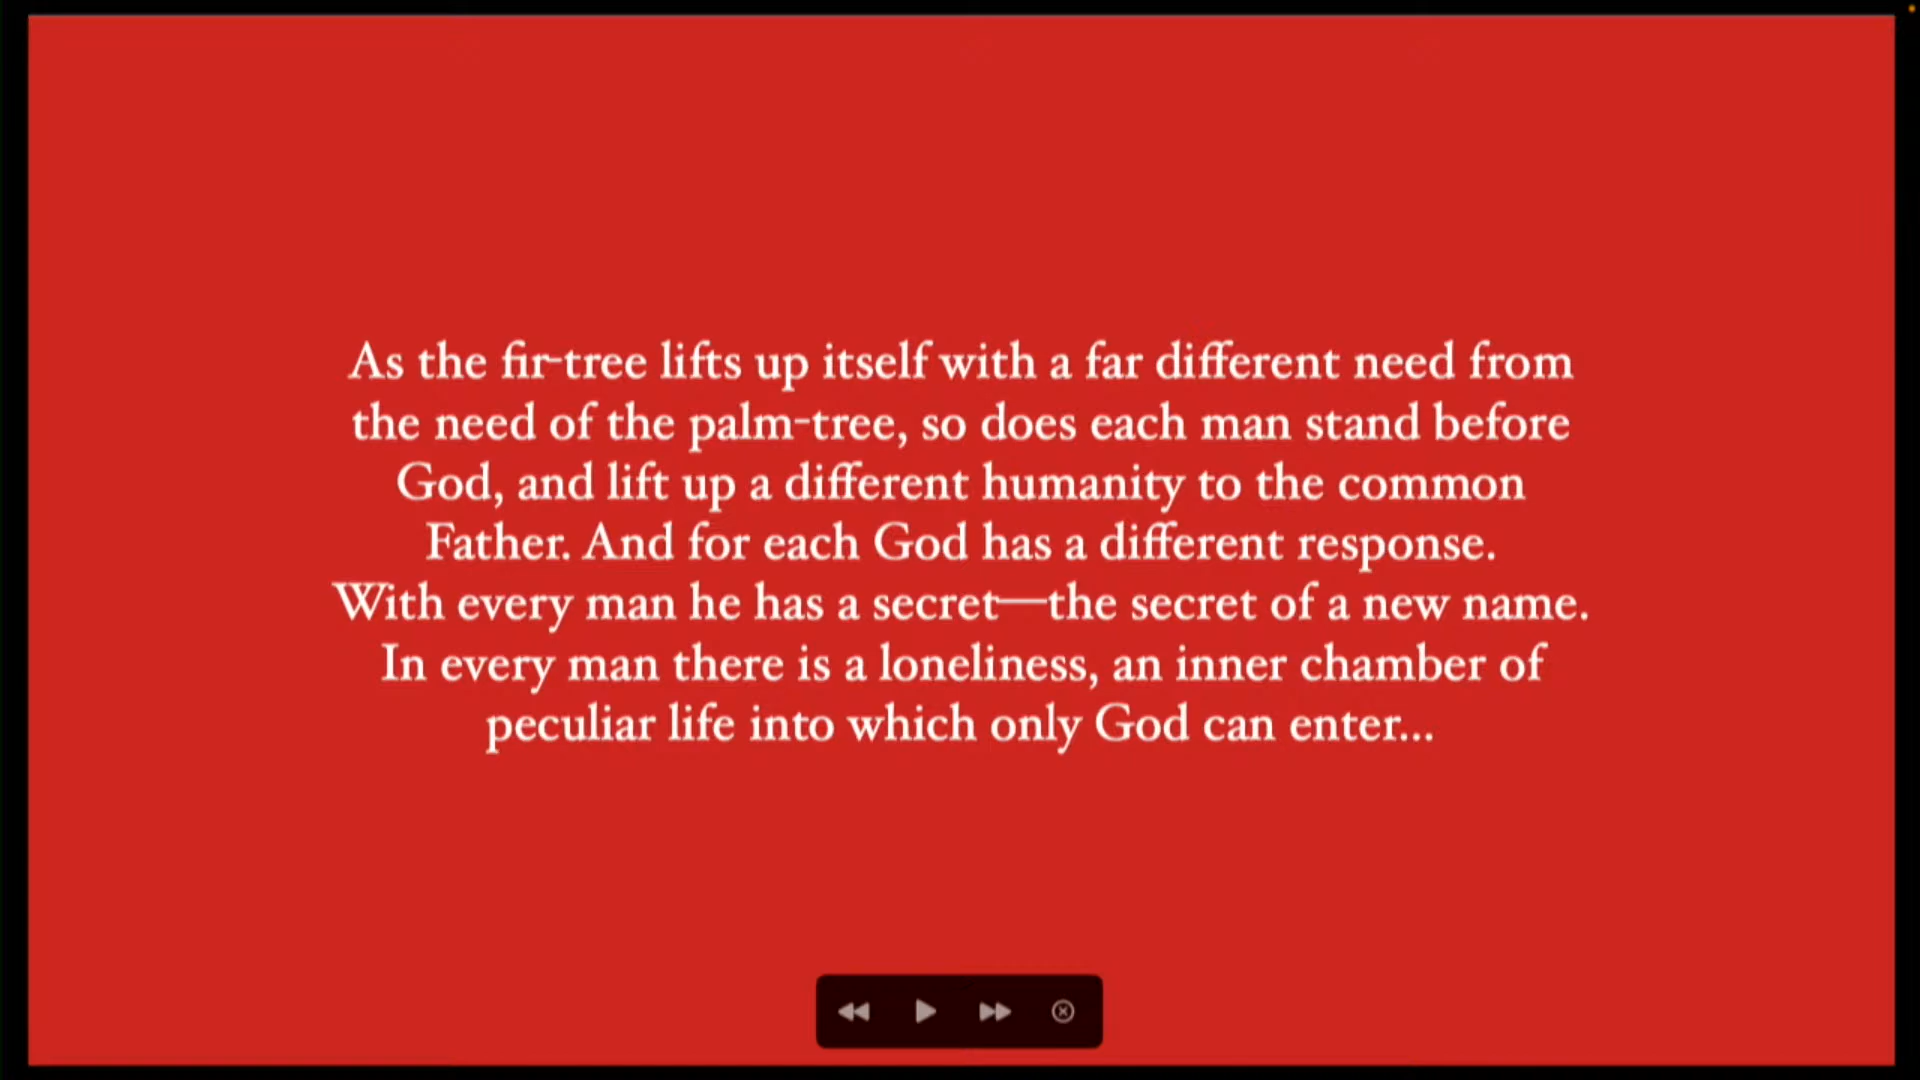 As the fir-tree lifts up itself with a far different need from
the need of the palm-tree, so does each man stand before
God, and lift up a different humanity to the common
Father. And for each God has a different response.
With every man he has a secret—the secret of a new name.
In every man there is a loneliness, an inner chamber of
peculiar life into which only God can enter...